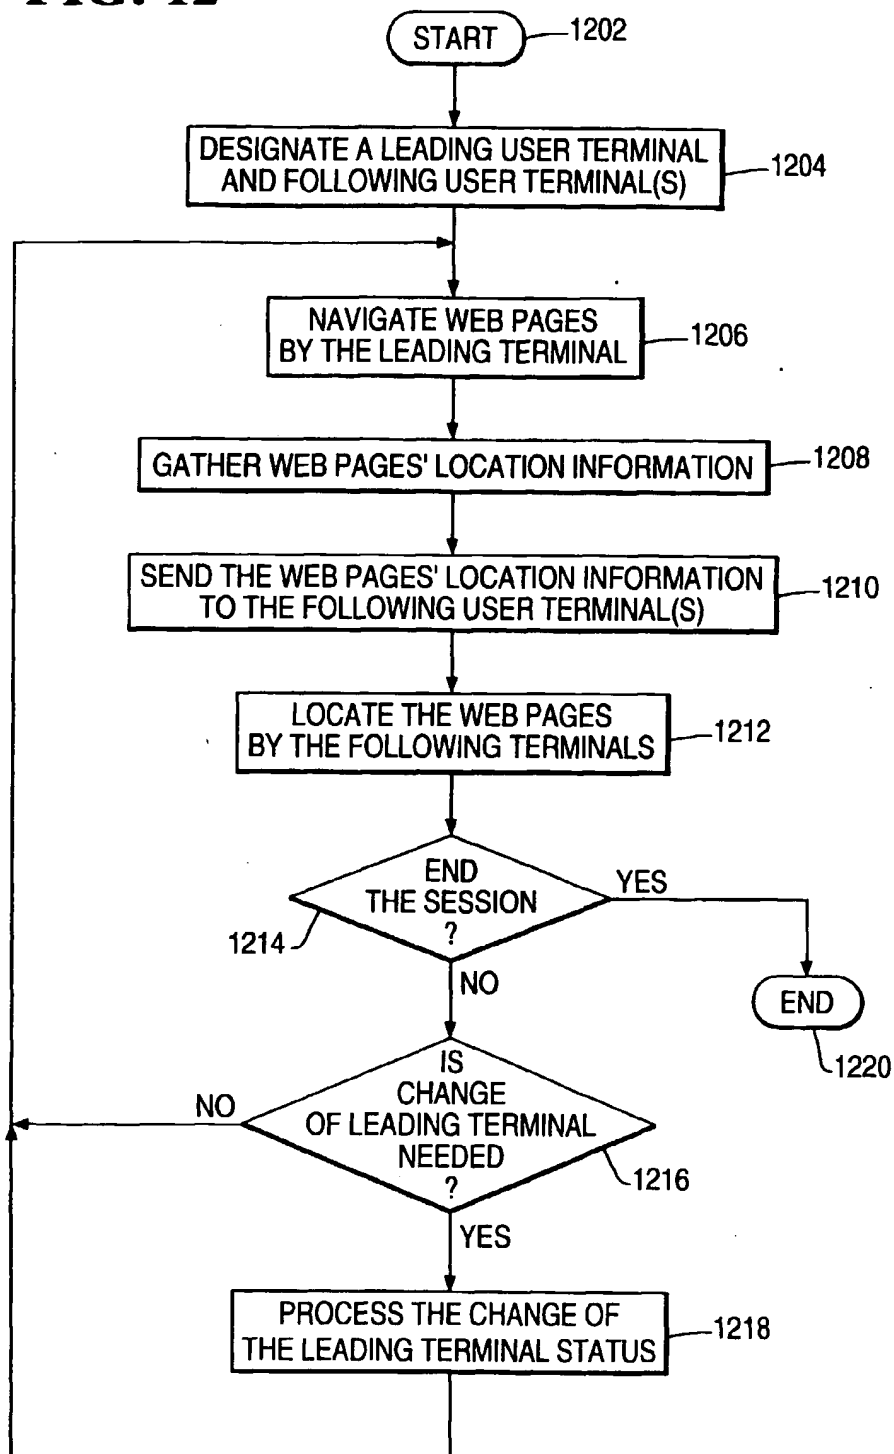 FIG. 12
START
1202
DESIGNATE A LEADING USER TERMINAL
AND FOLLOWING USER TERMINAL(S)
1204
NAVIGATE WEB PAGES
BY THE LEADING TERMINAL
1206
GATHER WEB PAGES' LOCATION INFORMATION
1208
SEND THE WEB PAGES' LOCATION INFORMATION
TO THE FOLLOWING USER TERMINAL(S)
1210
LOCATE THE WEB PAGES
BY THE FOLLOWING TERMINALS
1212
END
THE SESSION
?
1214
YES
NO
END
1220
IS
CHANGE
OF LEADING TERMINAL
NEEDED
?
1216
NO
YES
PROCESS THE CHANGE OF
THE LEADING TERMINAL STATUS
1218